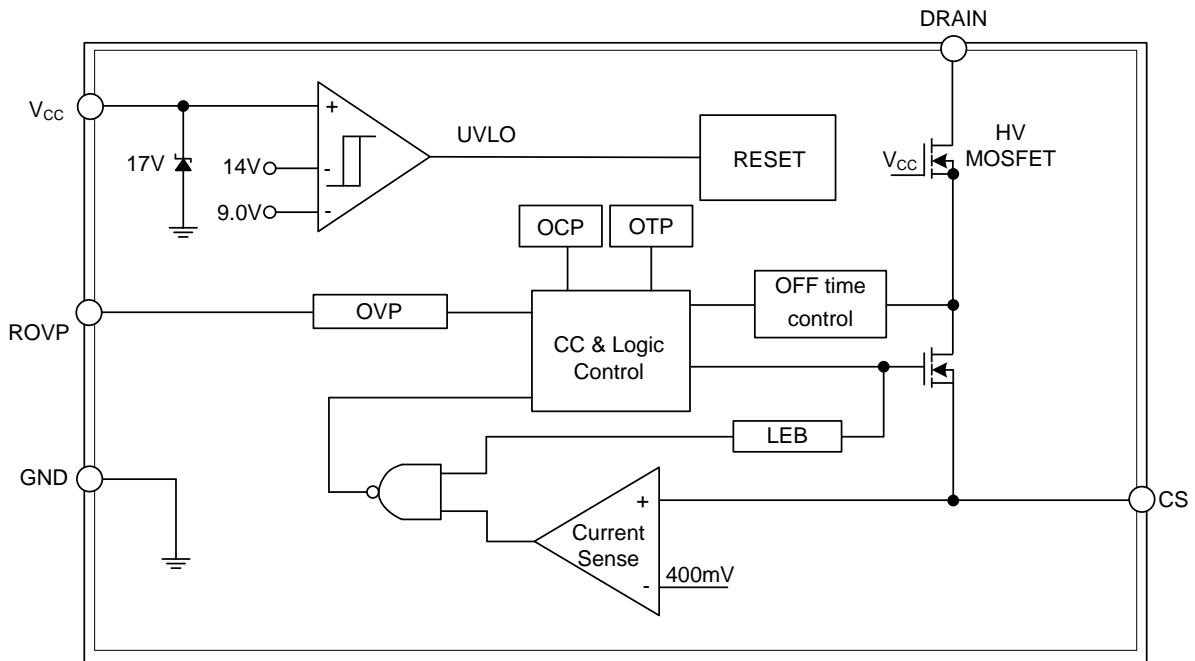 DRAIN
VCC
17V
+
14V
-
9.0V
-
UVLO
RESET
VCC
HV
MOSFET
OCP
OTP
ROVP
OVP
CC & Logic
Control
OFF time
control
LEB
GND
+
Current
Sense
-
400mV
CS